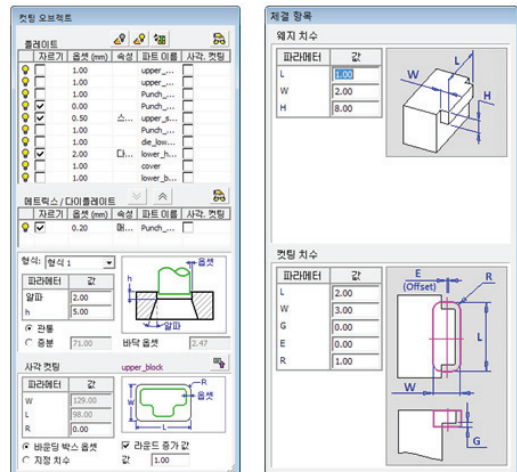 컷팅 오브젝트
플레이트
자르기 옵셋 (mm) 속성 파트 이름 사각. 컷팅
1.00 upper_...
1.00 upper_...
1.00 Punch_...
0.00 Punch_...
0.50 스... upper_s...
1.00 Punch_...
1.00 die_low...
2.00 다... lower_h...
1.00 cover
1.00 lower_b...
메트릭스 / 다이플레이트
자르기 옵셋 (mm) 속성 파트 이름 사각, 컷팅
0.20 매... Punch_...
형식: 형식 1
파라메터 값
알파 2.00
h 5.00
옵셋
h
알파
관통
증분 71.00 바닥 옵셋 2.47
사각 컷팅 upper_block
파라메터 값
W 129.00
L 98.00
R 0.00
R
옵셋
W
L
바운딩 박스 옵셋 라운드 증가 값
지정 치수 값 1.00
체결 항목
웨지 치수
파라메터 값
L 1.00
W 2.00
H 8.00
L
W
H
컷팅 치수
파라메터 값
L 2.00
W 3.00
G 0.00
E 0.00
R 1.00
E R
(Offset)
L
W
G